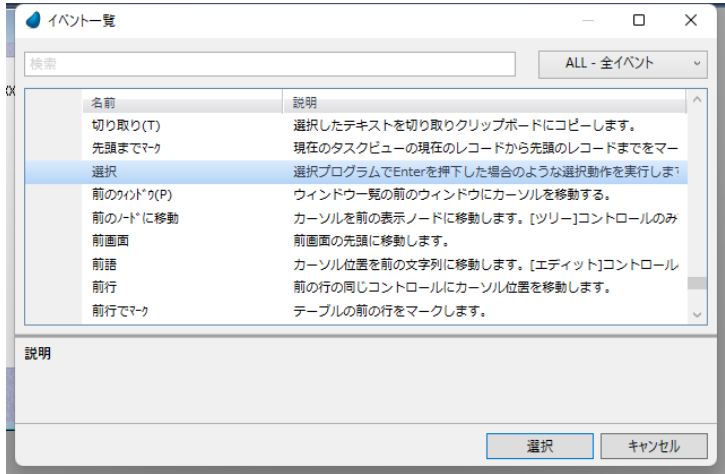 イベント一覧
検索 ALL - 全イベント
名前 説明
切り取り(T) 選択したテキストを切り取りクリップボードにコピーします。
先頭までﾏｰｸ 現在のタスクビューの現在のレコードから先頭のレコードまでをマー
選択 選択プログラムでEnterを押下した場合のような選択動作を実行しま
前のｳｨﾝﾄﾞｳ(P) ウィンドウ一覧の前のウィンドウにカーソルを移動する。
前のﾉｰﾄﾞに移動 カーソルを前の表示ノードに移動します。[ツリー]コントロールのみ
前画面 前画面の先頭に移動します。
前語 カーソル位置を前の文字列に移動します。[エディット]コントロール
前行 前の行の同じコントロールにカーソル位置を移動します。
前行でﾏｰｸ テーブルの前の行をマークします。
説明
選択 キャンセル